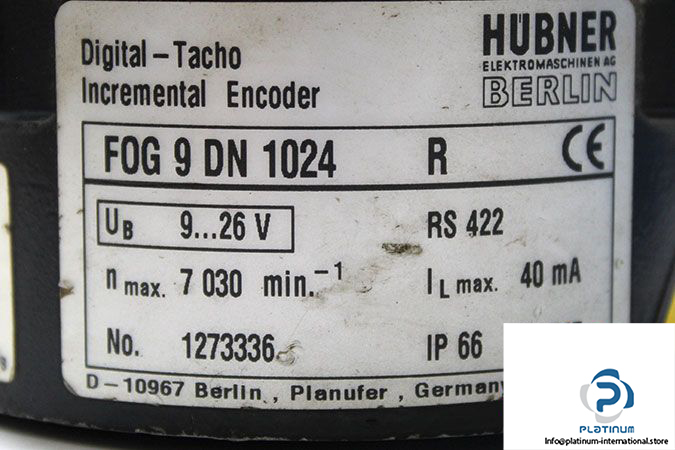 Digital-Tacho
Incremental Encoder
HÜBNER
ELEKTROMASCHINEN AG
BERLIN
FOG 9 DN 1024 R CE
UB 9...26 V RS 422
n max. 7 030 min.-1 IL max. 40 mA
No. 1273336 IP 66
D-10967 Berlin, Planufer, Germany
PLATINUM
Info@platinum-international.store